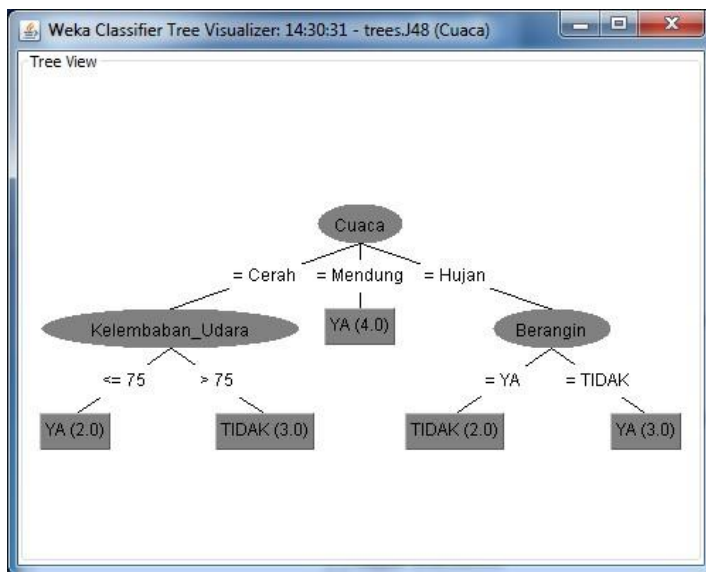 Weka Classifier Tree Visualizer: 14:30:31 - trees.J48 (Cuaca)
Tree View
Cuaca
= Cerah = Mendung = Hujan
Kelembaban_Udara YA (4.0) Berangin
<= 75 > 75 = YA = TIDAK
YA (2.0) TIDAK (3.0) TIDAK (2.0) YA (3.0)